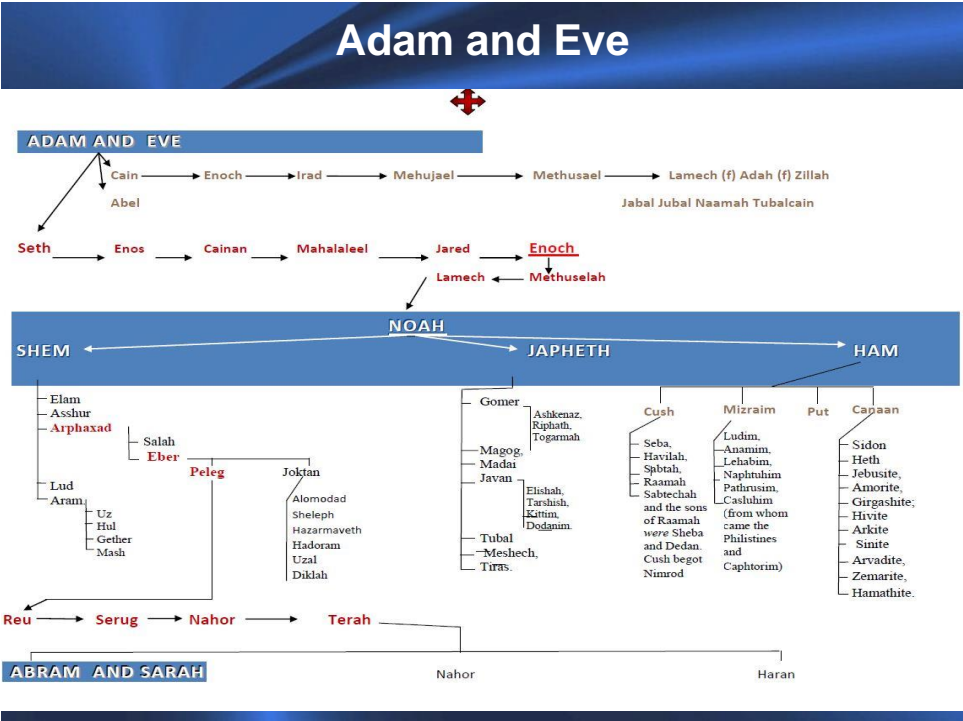 Adam and Eve
ADAM AND EVE
Cain Enoch Irad Mehujael Methusael Lamech (f) Adah (f) Zillah
Abel Jabal Jubal Naamah Tubalcain
Seth Enos Cainan Mahalaleel Jared Enoch
Lamech Methuselah
NOAH
SHEM JAPHETH HAM
Elam
Asshur
Arphaxad
Salah
Eber
Peleg Joktan
Lud
Aram
Uz
Hul
Gether
Mash
Alomodad
Sheleph
Hazarmaveth
Hadoram
Uzal
Diklah
Gomer
Ashkenaz,
Riphath,
Togarmah
Magog,
Madai
Javan
Elishah,
Tarshish,
Kittim,
Dodanim.
Tubal
Meshech,
Tiras.
Cush Mizraim Put Canaan
Seba,
Havilah,
Sabtah,
Raamah
Sabtechah
and the sons
of Raamah
were Sheba
and Dedan.
Cush begot
Nimrod
Ludim,
Anamim,
Lehabim,
Naphtuhim
Pathrusim,
Casluhim
(from whom
came the
Philistines
and
Caphtorim)
Sidon
Heth
Jebusite,
Amorite,
Girgashite;
Hivite
Arkite
Sinite
Arvadite,
Zemarite,
Hamathite.
Reu Serug Nahor Terah
ABRAM AND SARAH Nahor Haran